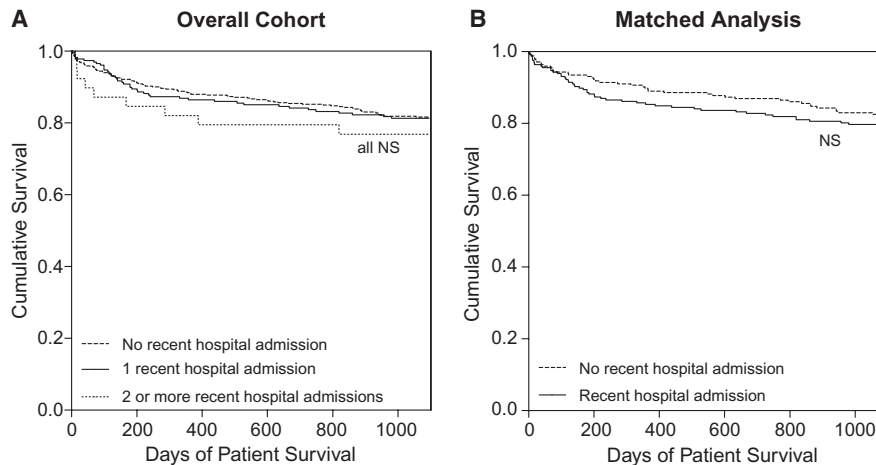 A
Overall Cohort
Cumulative Survival
1.0
0.8
0.6
0.4
0.2
0.0
all NS
No recent hospital admission
1 recent hospital admission
2 or more recent hospital admissions
0 200 400 600 800 1000
Days of Patient Survival
B
Matched Analysis
Cumulative Survival
1.0
0.8
0.6
0.4
0.2
0.0
NS
No recent hospital admission
Recent hospital admission
0 200 400 600 800 1000
Days of Patient Survival